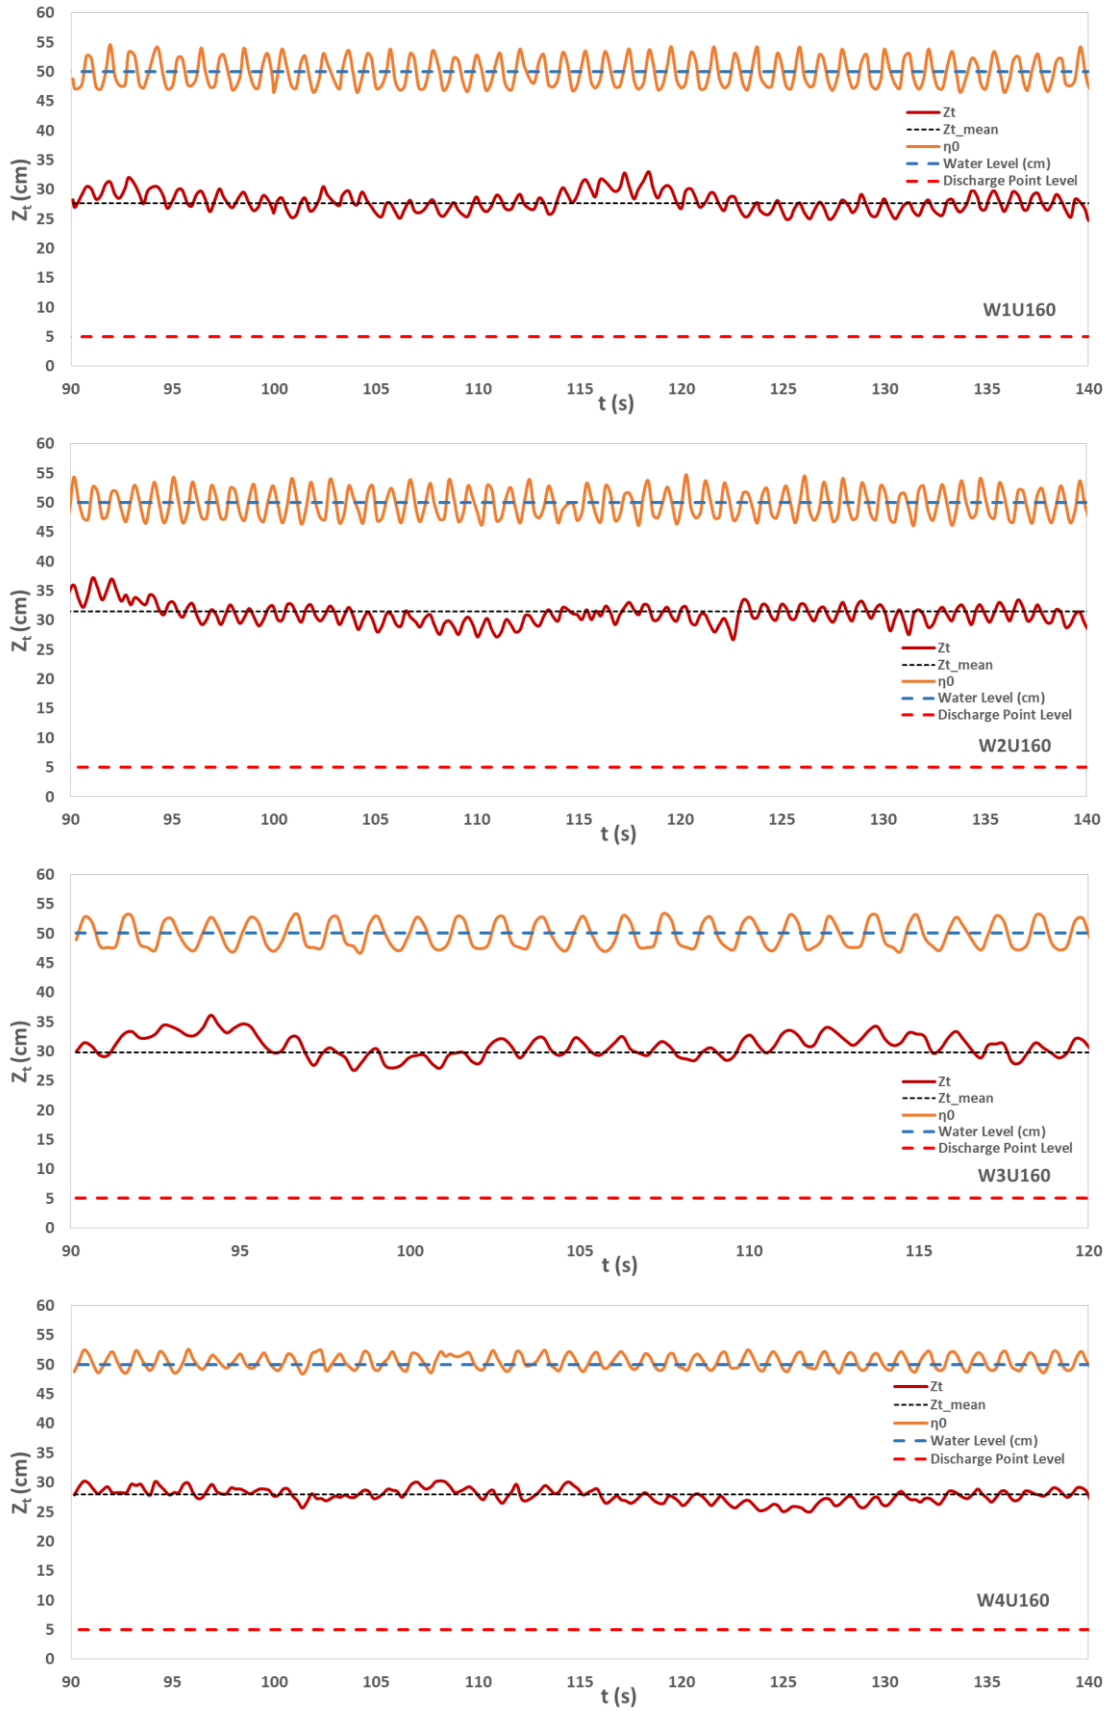 60
55
50
45
40
35
30
25
20
15
10
5
0
Zt (cm)
Zt
Zt_mean
η0
Water Level (cm)
Discharge Point Level
W1U160
90 95 100 105 110 115 120 125 130 135 140
t (s)
60
55
50
45
40
35
30
25
20
15
10
5
0
Zt (cm)
Zt
Zt_mean
η0
Water Level (cm)
Discharge Point Level
W2U160
90 95 100 105 110 115 120 125 130 135 140
t (s)
60
55
50
45
40
35
30
25
20
15
10
5
0
Zt (cm)
Zt
Zt_mean
η0
Water Level (cm)
Discharge Point Level
W3U160
90 95 100 105 110 115 120
t (s)
60
55
50
45
40
35
30
25
20
15
10
5
0
Zt (cm)
Zt
Zt_mean
η0
Water Level (cm)
Discharge Point Level
W4U160
90 95 100 105 110 115 120 125 130 135 140
t (s)